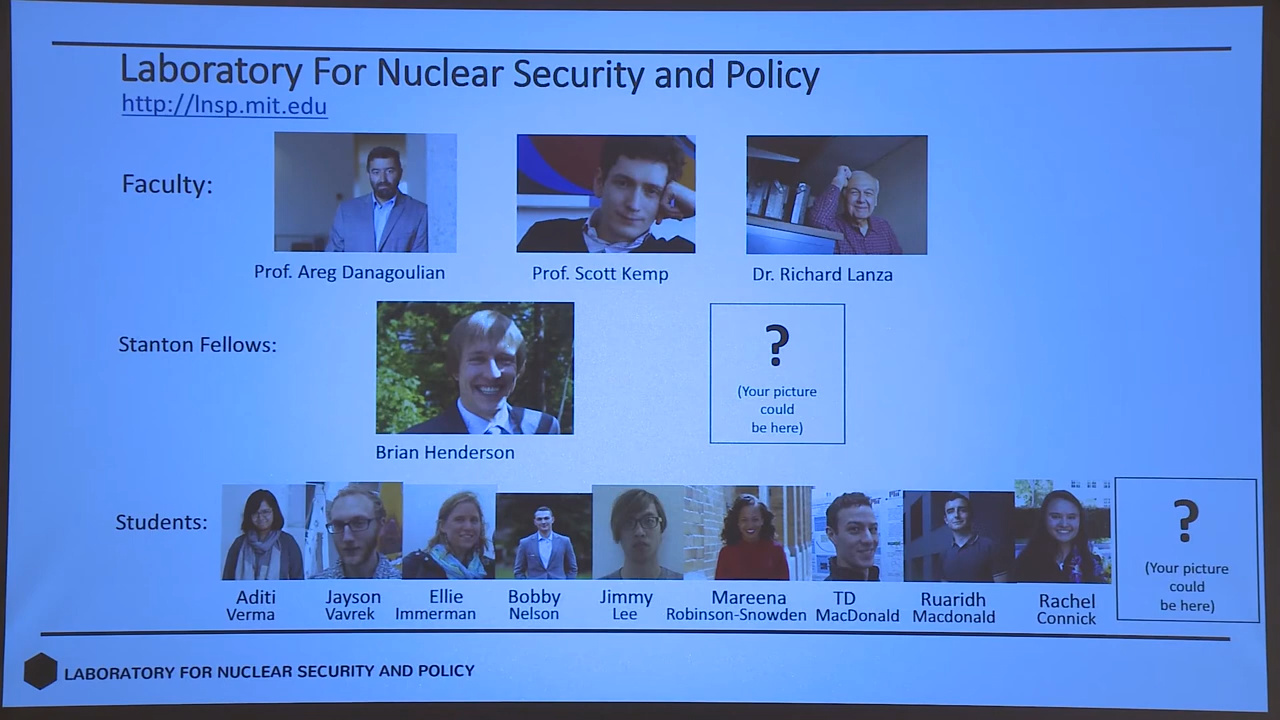 Laboratory For Nuclear Security and Policy
http://lnsp.mit.edu
Faculty:
Prof. Areg Danagoulian
Prof. Scott Kemp
Dr. Richard Lanza
Stanton Fellows:
?
(Your picture
could
be here)
Brian Henderson
Students:
?
(Your picture
could
be here)
Aditi
Verma
Jayson
Vavrek
Ellie
Immerman
Bobby
Nelson
Jimmy
Lee
Mareena
Robinson-Snowden
TD
MacDonald
Ruaridh
Macdonald
Rachel
Connick
LABORATORY FOR NUCLEAR SECURITY AND POLICY